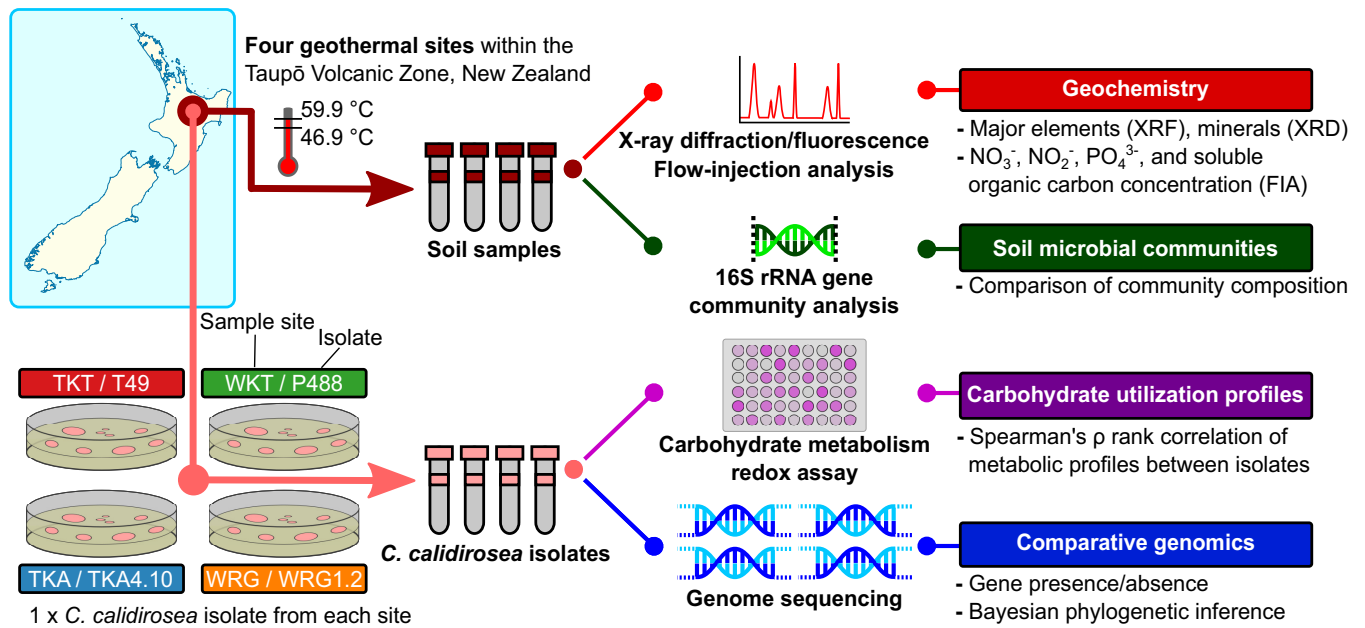 Four geothermal sites within the
Taupō Volcanic Zone, New Zealand
59.9 °C
46.9 °C
Soil samples
X-ray diffraction/fluorescence
Flow-injection analysis
Geochemistry
- Major elements (XRF), minerals (XRD)
- NO₃⁻, NO₂⁻, PO₄³⁻, and soluble
organic carbon concentration (FIA)
16S rRNA gene
community analysis
Soil microbial communities
- Comparison of community composition
Sample site
Isolate
TKT / T49
WKT / P488
TKA / TKA4.10
WRG / WRG1.2
1 x C. calidirosea isolate from each site
C. calidirosea isolates
Carbohydrate metabolism
redox assay
Carbohydrate utilization profiles
- Spearman's ρ rank correlation of
metabolic profiles between isolates
Genome sequencing
Comparative genomics
- Gene presence/absence
- Bayesian phylogenetic inference